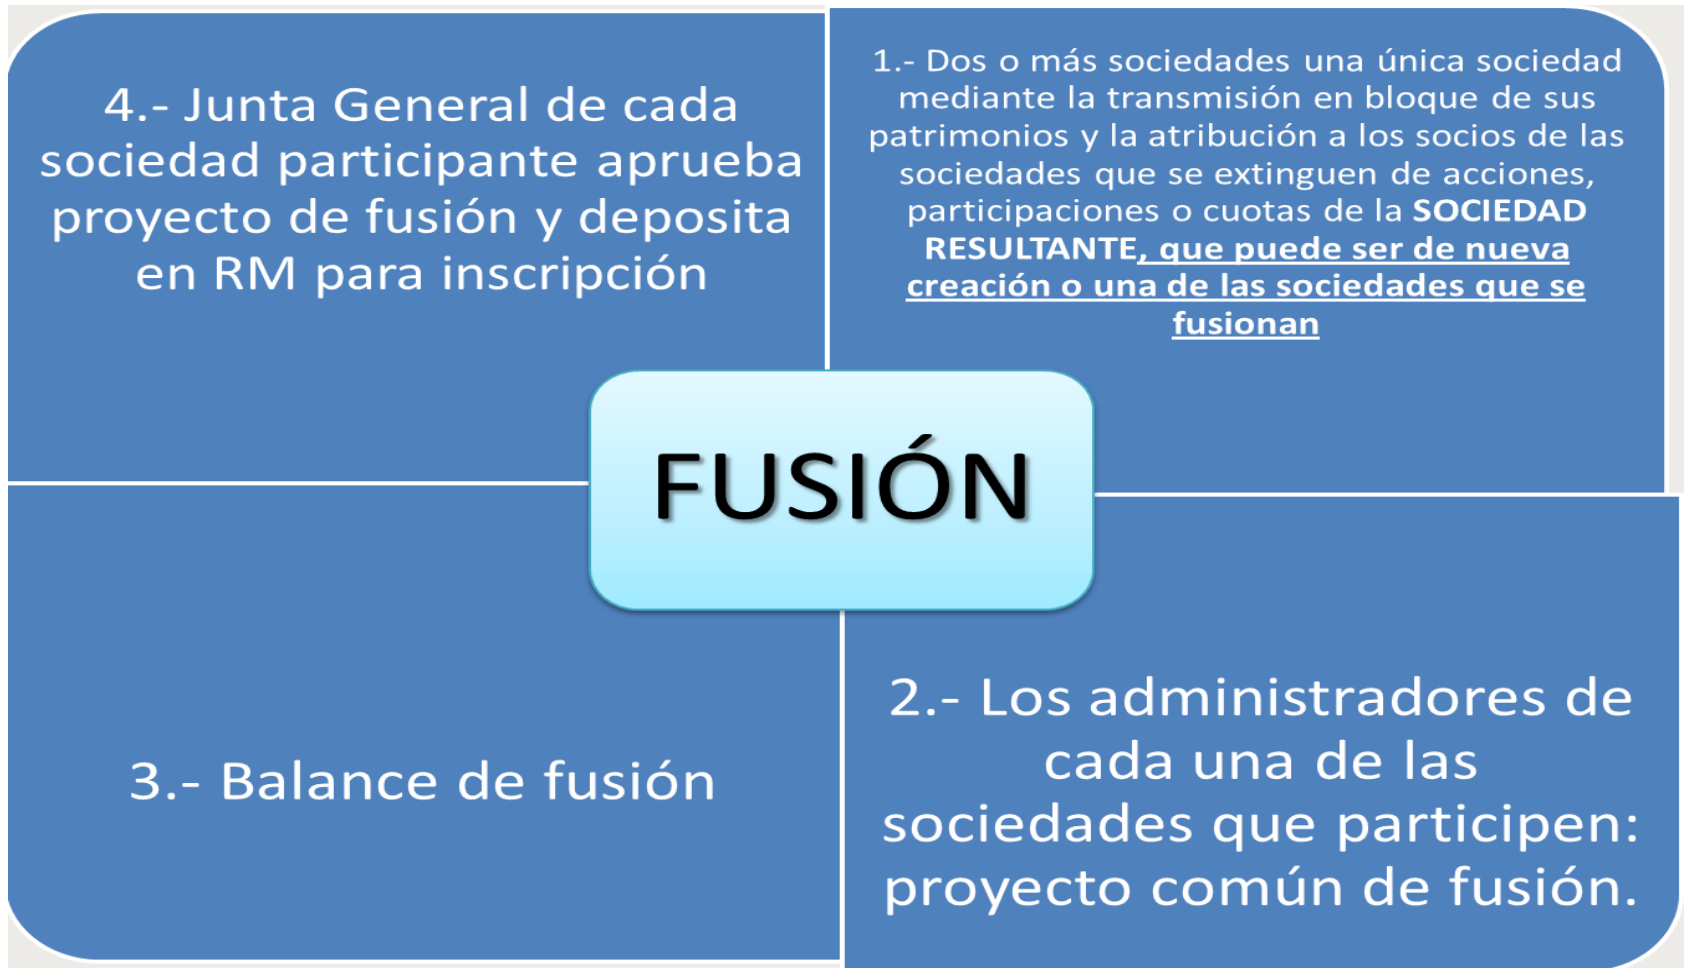 4.- Junta General de cada
sociedad participante aprueba
proyecto de fusión y deposita
en RM para inscripción
1.- Dos o más sociedades una única sociedad
mediante la transmisión en bloque de sus
patrimonios y la atribución a los socios de las
sociedades que se extinguen de acciones,
participaciones o cuotas de la SOCIEDAD
RESULTANTE, que puede ser de nueva
creación o una de las sociedades que se
fusionan
FUSIÓN
3.- Balance de fusión
2.- Los administradores de
cada una de las
sociedades que participen:
proyecto común de fusión.